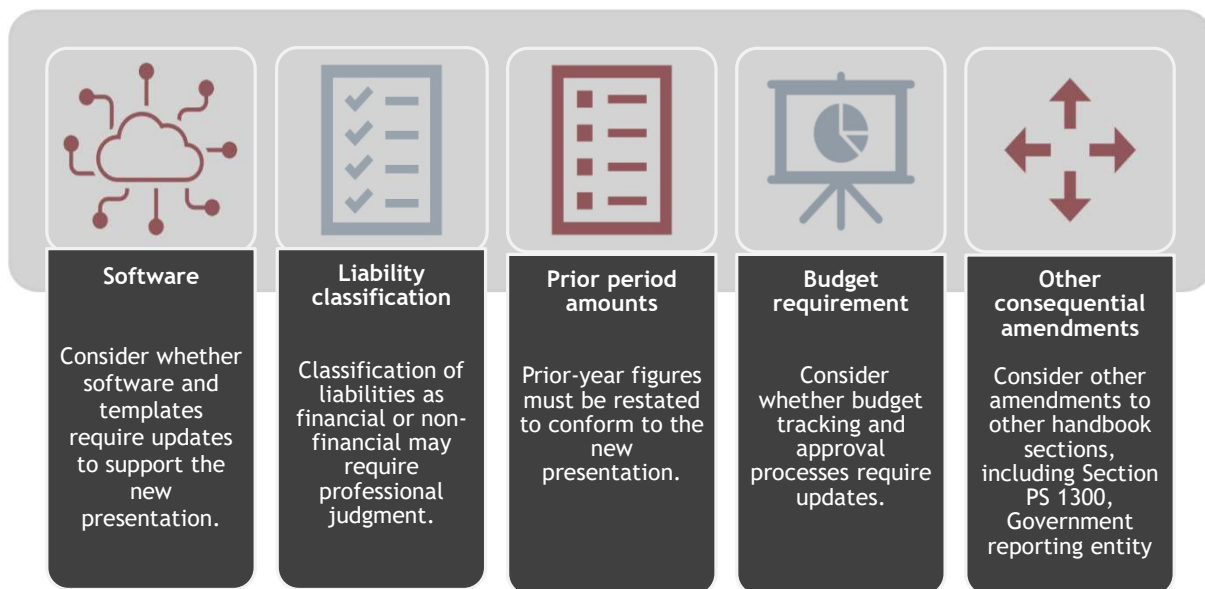 Software
Consider whether
software and
templates
require updates
to support the
new
presentation.
Liability
classification
Classification of
liabilities as
financial or non-
financial may
require
professional
judgment.
Prior period
amounts
Prior-year figures
must be restated
to conform to the
new
presentation.
Budget
requirement
Consider
whether budget
tracking and
approval
processes require
updates.
Other
consequential
amendments
Consider other
amendments to
other handbook
sections,
including Section
PS 1300,
Government
reporting entity